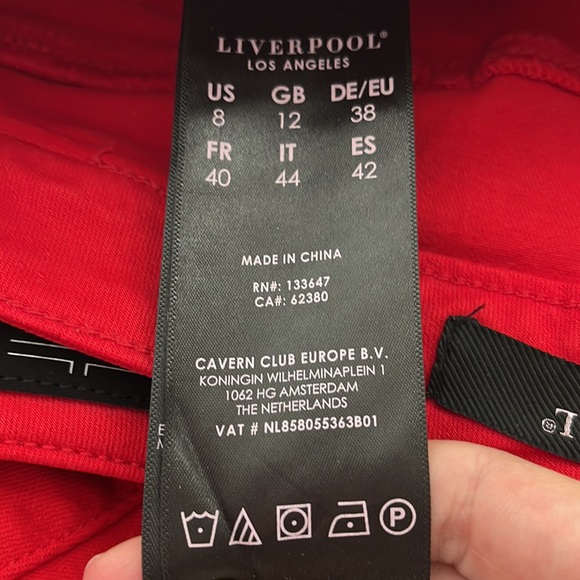 LIVERPOOL®
LOS ANGELES
US GB DE/EU
8 12 38
FR IT ES
40 44 42
MADE IN CHINA
RN#: 133647
CA#: 62380
CAVERN CLUB EUROPE B.V.
KONINGIN WILHELMINAPLEIN 1
1062 HG AMSTERDAM
THE NETHERLANDS
VAT # NL858055363B01
P